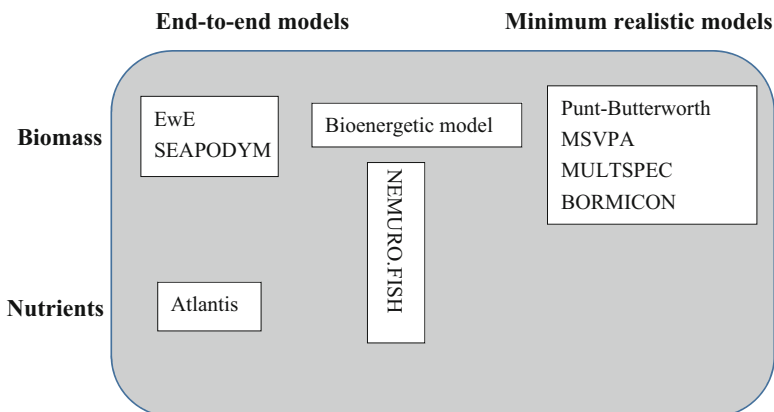 End-to-end models
Minimum realistic models
Biomass
EwE
SEAPODYM
Bioenergetic model
Punt-Butterworth
MSVPA
MULTSPEC
BORMICON
NEMURO.FISH
Nutrients
Atlantis